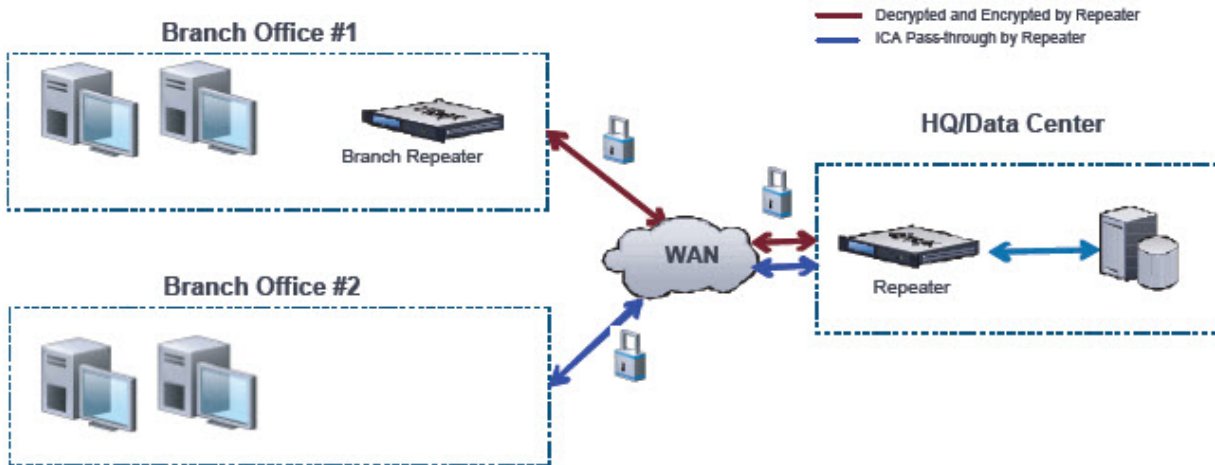 Decrypted and Encrypted by Repeater
ICA Pass-through by Repeater
Branch Office #1
Branch Repeater
HQ/Data Center
WAN
Repeater
Branch Office #2